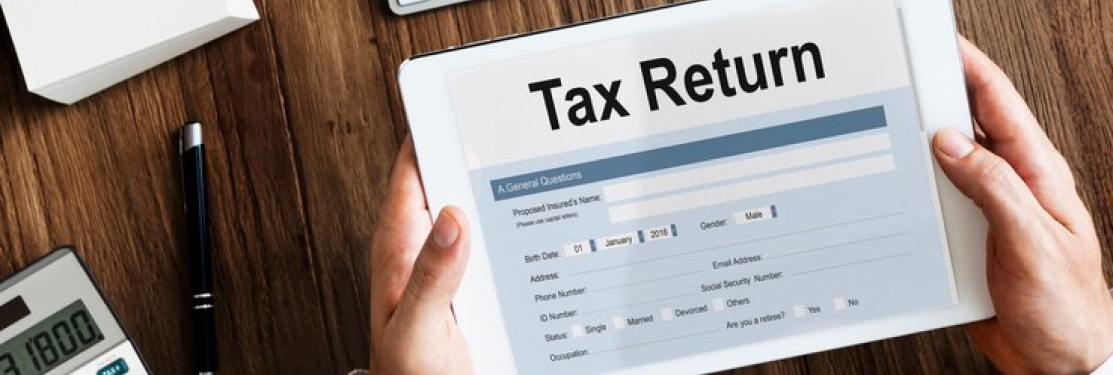 Tax Return
A.General Questions
Proposed Insured's Name:
(Please use capital letters)
Birth Date: 01 January 2016 Gender: Male
Address:
Phone Number: Email Address:
ID Number: Social Security Number:
Status: Single Married Devorced Others
Occupation: Are you a retiree? Yes No
31800
TAX+